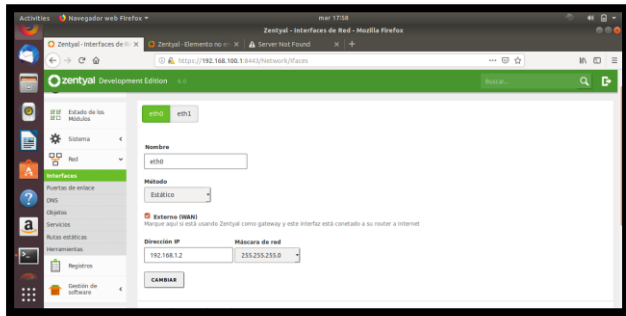 Activities Navegador web Firefox mar 17:58
Zentyal - Interfaces de Red - Mozilla Firefox
Zentyal - Interfaces de R Zentyal - Elemento no e Server Not Found
https://192.168.100.1:8443/Network/Ifaces
zentyal Development Edition 6.0 Buscar...
Estado de los
Módulos
Sistema
Red
Interfaces
Puertas de enlace
DNS
Objetos
Servicios
Rutas estáticas
Herramientas
Registros
Gestión de
software
eth0 eth1
Nombre
eth0
Método
Estático
Externo (WAN)
Marque aquí si está usando Zentyal como gateway y este interfaz está conetado a su router a internet
Dirección IP Máscara de red
192.168.1.2 255.255.255.0
CAMBIAR